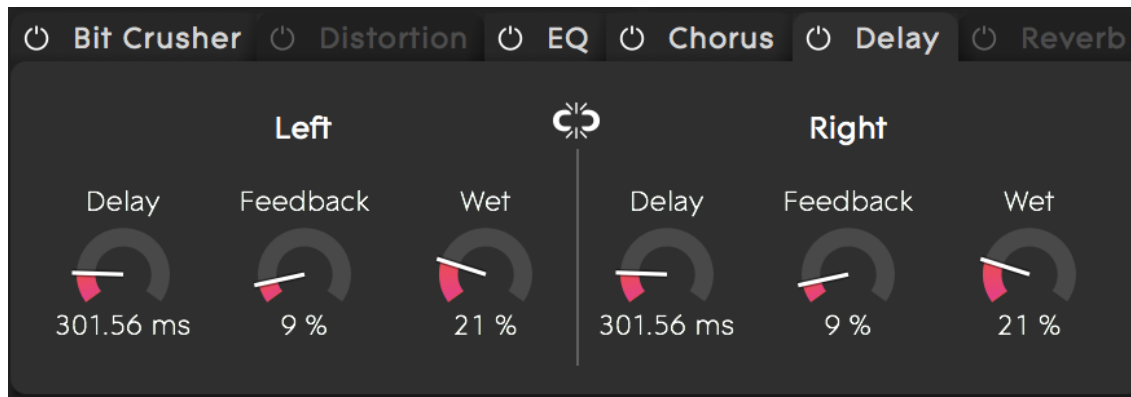 Bit Crusher Distortion EQ Chorus Delay Reverb
Left Right
Delay Feedback Wet Delay Feedback Wet
301.56 ms 9 % 21 % 301.56 ms 9 % 21 %